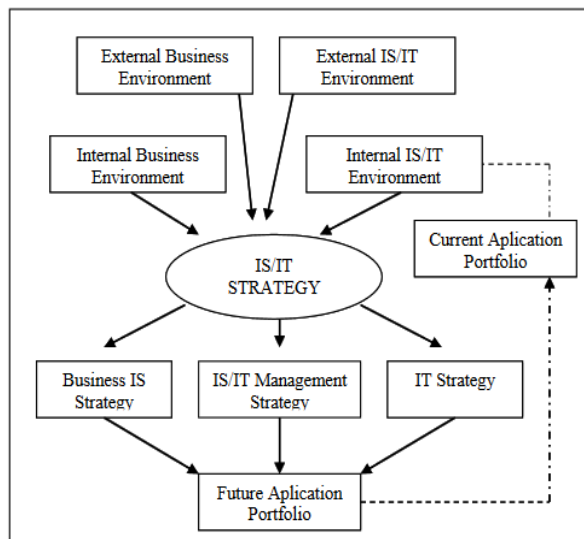 External Business
Environment
External IS/IT
Environment
Internal Business
Environment
Internal IS/IT
Environment
Current Aplication
Portfolio
IS/IT
STRATEGY
Business IS
Strategy
IS/IT Management
Strategy
IT Strategy
Future Aplication
Portfolio